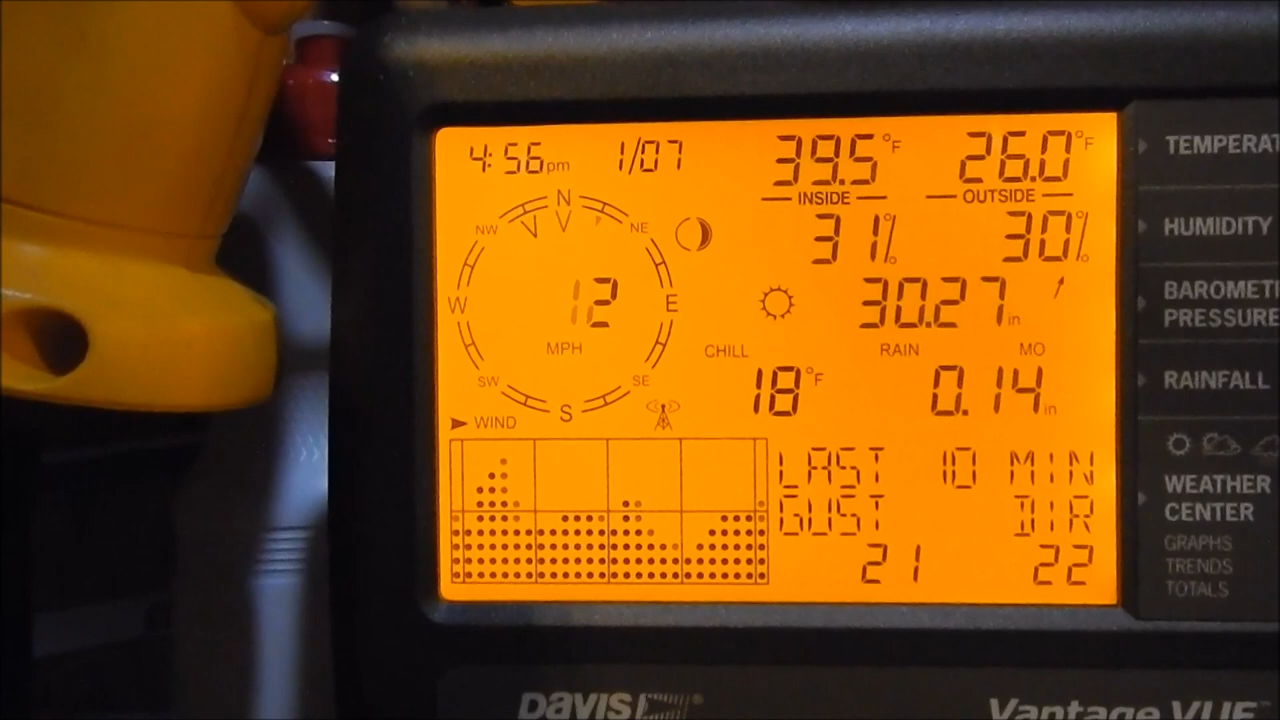 4:56pm 1/07 39.5°F 26.0°F
INSIDE OUTSIDE
N
NW NE
31% 30%
W 12 E 30.27in
MPH
CHILL RAIN MO
SW SE
18°F 0.14in
S
WIND
LAST 10 MIN
GUST DIR
21 22
TEMPERAT
HUMIDITY
BAROMET
PRESSURE
RAINFALL
WEATHER
CENTER
GRAPHS
TRENDS
TOTALS
DAVIS
Vantage VUE